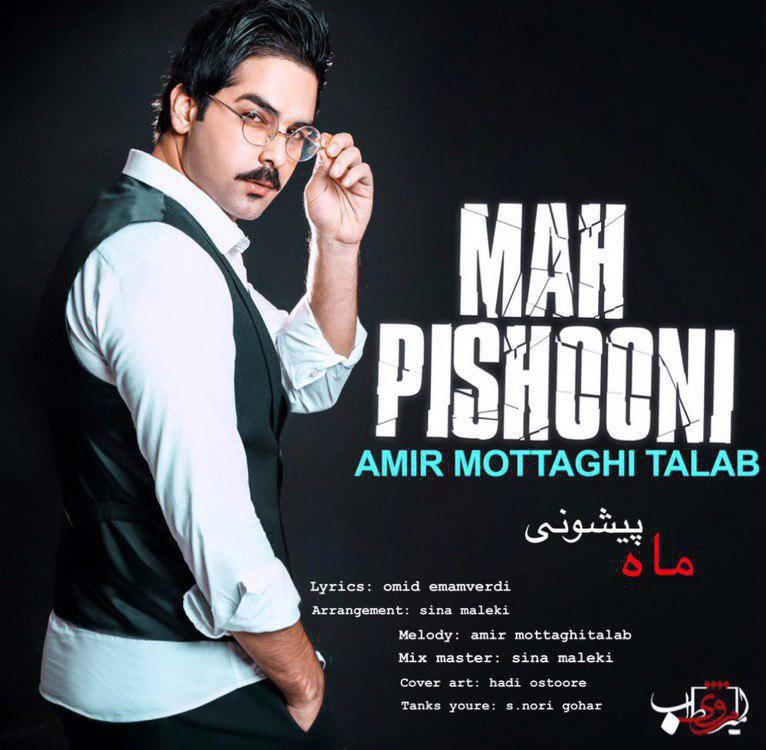 MAH
PISHOONI
AMIR MOTTAGHI TALAB
ماه پیشونی
Lyrics: omid emamverdi
Arrangement: sina maleki
Melody: amir mottaghitalab
Mix master: sina maleki
Cover art: hadi ostoore
Tanks youre: s.nori gohar